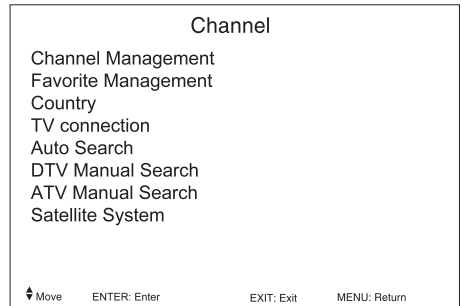 Channel
Channel Management
Favorite Management
Country
TV connection
Auto Search
DTV Manual Search
ATV Manual Search
Satellite System
Move ENTER: Enter EXIT: Exit MENU: Return